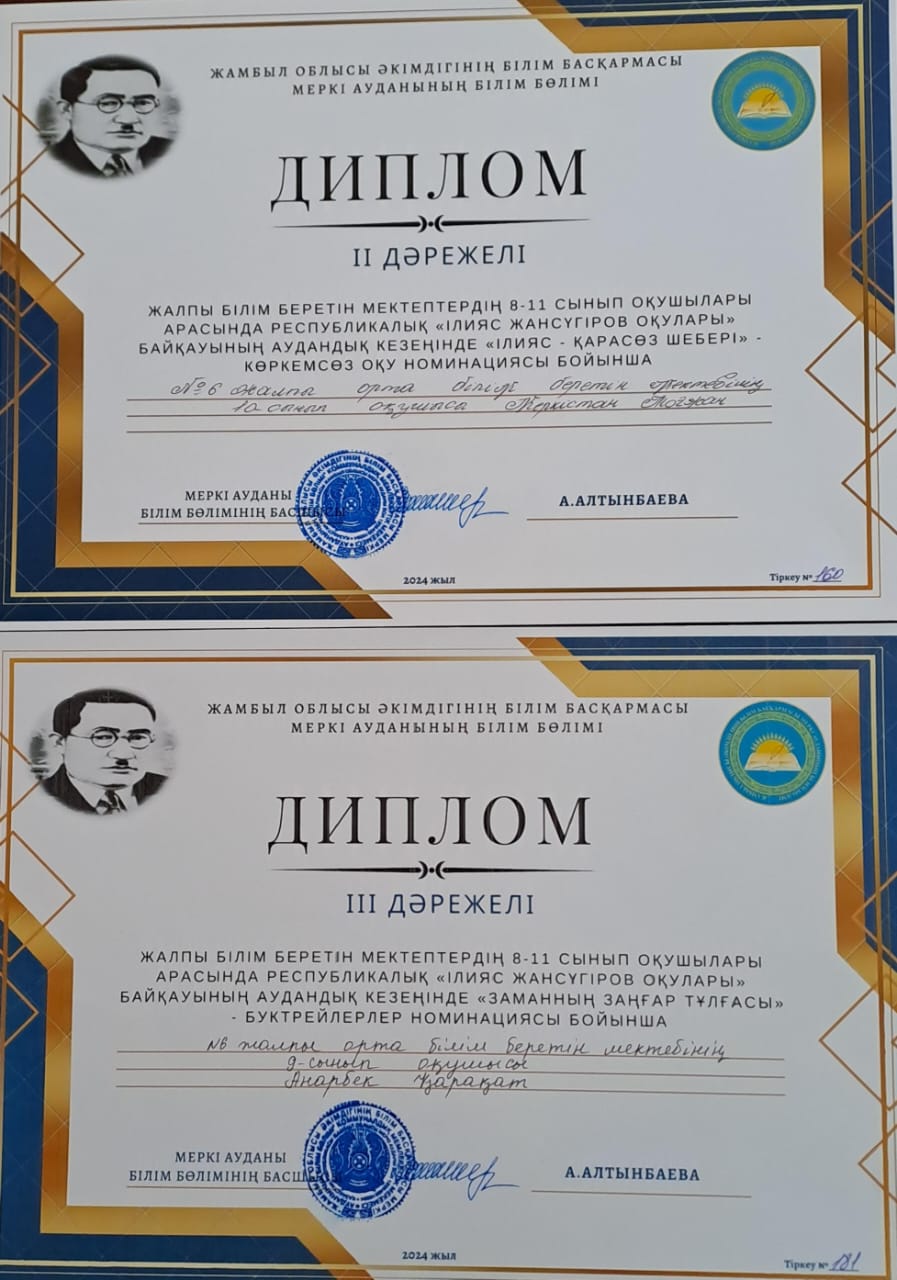 ЖАМБЫЛ ОБЛЫСЫ ӘКІМДІГІНІҢ БІЛІМ БАСҚАРМАСЫ
МЕРКІ АУДАНЫНЫҢ БІЛІМ БӨЛІМІ
ДИПЛОМ
II ДӘРЕЖЕЛІ
ЖАЛПЫ БІЛІМ БЕРЕТІН МЕКТЕПТЕРДІҢ 8-11 СЫНЫП ОҚУШЫЛАРЫ
АРАСЫНДА РЕСПУБЛИКАЛЫҚ «ІЛИЯС ЖАНСҮГІРОВ ОҚУЛАРЫ»
БАЙҚАУЫНЫҢ АУДАНДЫҚ КЕЗЕҢІНДЕ «ІЛИЯС - ҚАРАСӨЗ ШЕБЕРІ» -
КӨРКЕМСӨЗ ОҚУ НОМИНАЦИЯСЫ БОЙЫНША
№6 жалпы орта білім беретін мектебінің
10 сынып оқушысы Меркістан Тоғжан
МЕРКІ АУДАНЫ
БІЛІМ БӨЛІМІНІҢ БАСШЫСЫ
А.АЛТЫНБАЕВА
2024 жыл
Тіркеу № 160
ЖАМБЫЛ ОБЛЫСЫ ӘКІМДІГІНІҢ БІЛІМ БАСҚАРМАСЫ
МЕРКІ АУДАНЫНЫҢ БІЛІМ БӨЛІМІ
ДИПЛОМ
III ДӘРЕЖЕЛІ
ЖАЛПЫ БІЛІМ БЕРЕТІН МЕКТЕПТЕРДІҢ 8-11 СЫНЫП ОҚУШЫЛАРЫ
АРАСЫНДА РЕСПУБЛИКАЛЫҚ «ІЛИЯС ЖАНСҮГІРОВ ОҚУЛАРЫ»
БАЙҚАУЫНЫҢ АУДАНДЫҚ КЕЗЕҢІНДЕ «ЗАМАННЫҢ ЗАҢҒАР ТҰЛҒАСЫ»
- БУКТРЕЙЛЕРЛЕР НОМИНАЦИЯСЫ БОЙЫНША
№6 жалпы орта білім беретін мектебінің
9-сынып оқушысы
Анарбек Қарақат
МЕРКІ АУДАНЫ
БІЛІМ БӨЛІМІНІҢ БАСШЫСЫ
А.АЛТЫНБАЕВА
2024 жыл
Тіркеу № 181